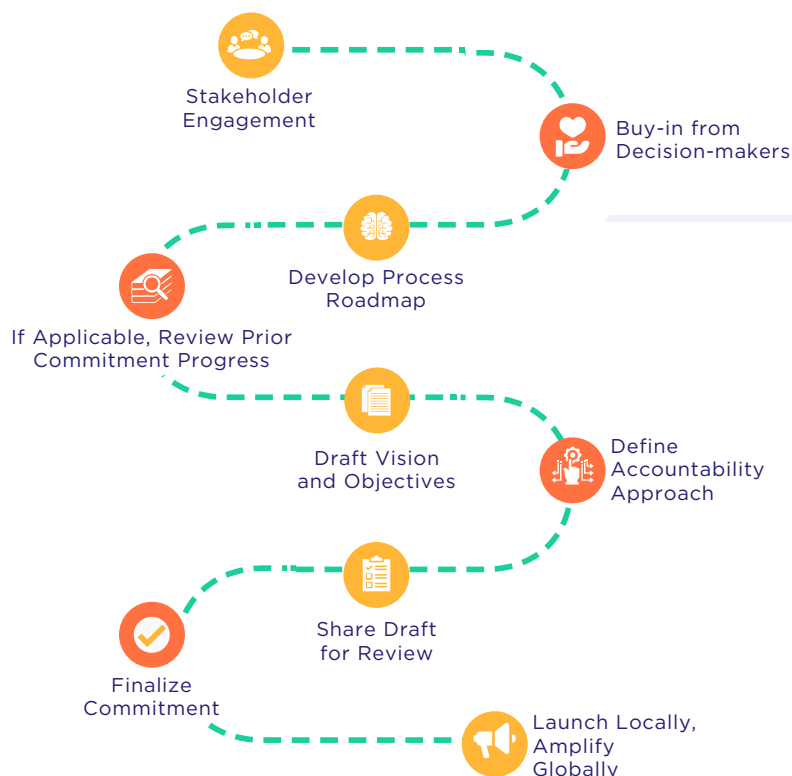 Stakeholder
Engagement
Buy-in from
Decision-makers
Develop Process
Roadmap
If Applicable, Review Prior
Commitment Progress
Draft Vision
and Objectives
Define
Accountability
Approach
Share Draft
for Review
Finalize
Commitment
Launch Locally,
Amplify
Globally